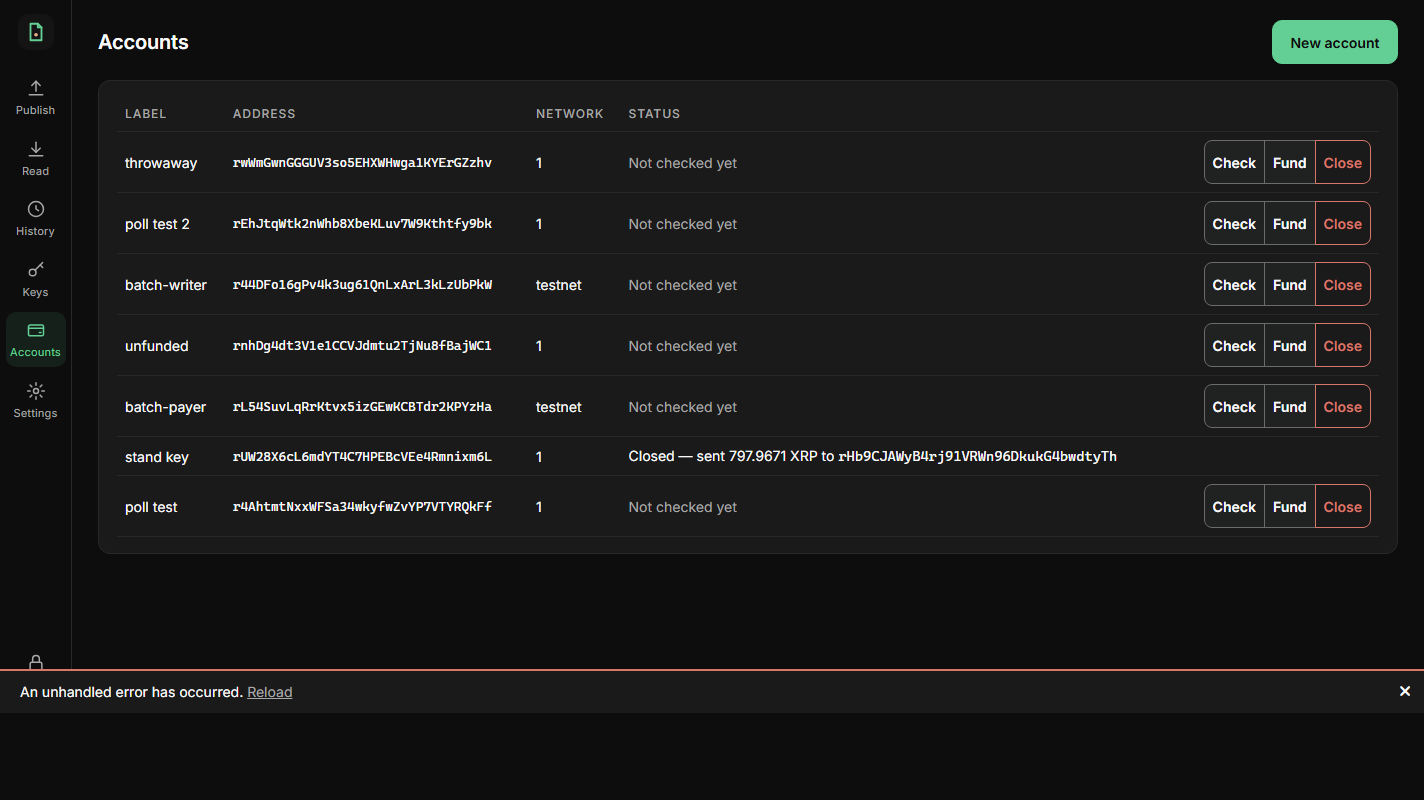 Accounts
New account
Publish
Read
History
Keys
Accounts
Settings
LABEL ADDRESS NETWORK STATUS
throwaway rwWmGwnGGGUV3so5EHXWHwga1KYErGZzhv 1 Not checked yet Check Fund Close
poll test 2 rEhJtqWtk2nWhb8XbeKLuv7W9Kthtfy9bk 1 Not checked yet Check Fund Close
batch-writer r44DFo16gPv4k3ug61QnLxArL3kLzUbPkW testnet Not checked yet Check Fund Close
unfunded rnhDg4dt3V1e1CCVJdmtu2TjNu8fBajWC1 1 Not checked yet Check Fund Close
batch-payer rL54SuvLqRrKtvx5izGEwKCBTdr2KPYzHa testnet Not checked yet Check Fund Close
stand key rUW28X6cL6mdYT4C7HPEBcVEe4Rmnixm6L 1 Closed — sent 797.9671 XRP to rHb9CJAWyB4rj91VRWn96DkukG4bwdtyTh
poll test r4AhtmtNxxWFSa34wkyfwZvYP7VTYRQkFf 1 Not checked yet Check Fund Close
An unhandled error has occurred. Reload